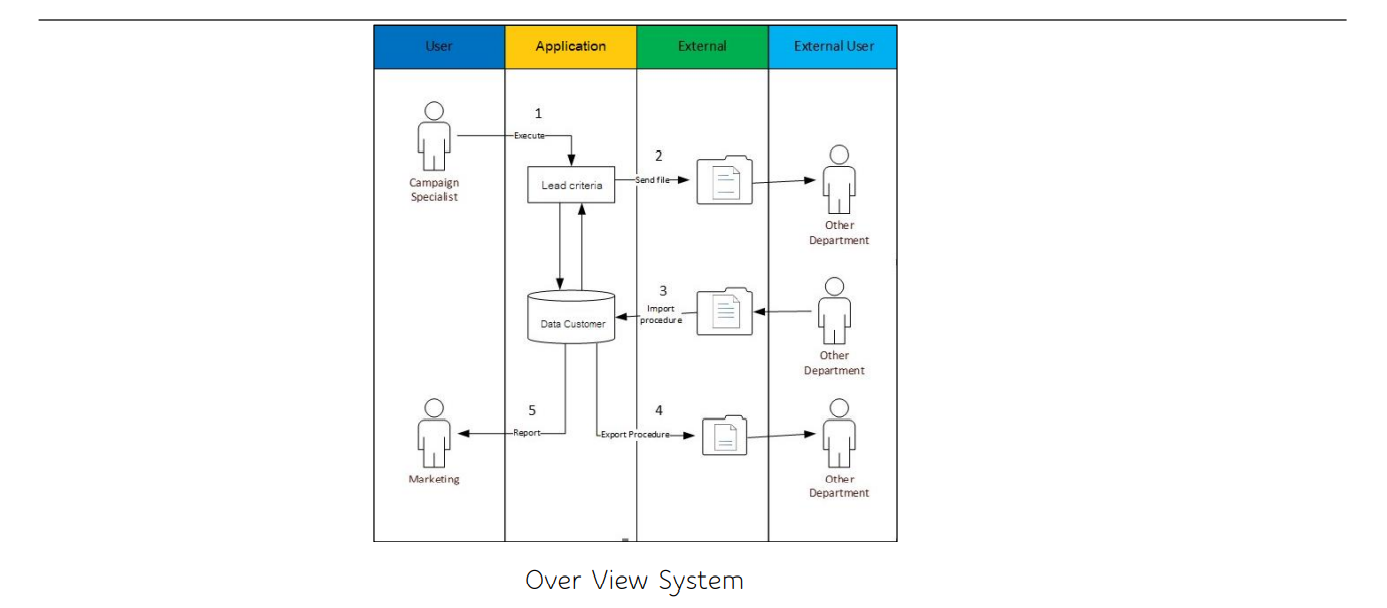 User
Application
External
External User
1
Execute
2
Campaign
Specialist
Lead criteria
Send file
Other
Department
3
Import
procedure
Data Customer
Other
Department
5
4
Report
Export Procedure
Marketing
Other
Department
Over View System